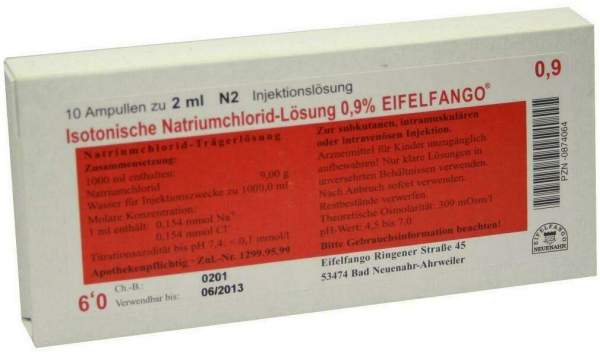 10 Ampullen zu 2 ml N2 Injektionslösung
Isotonische Natriumchlorid-Lösung 0,9% EIFELFANGO®
0,9
Natriumchlorid-Trägerlösung
Zusammensetzung:
1000 ml enthalten:
Natriumchlorid 9,00 g
Wasser für Injektionszwecke zu 1000,0 ml
Molare Konzentration:
1 ml enthält: 0,154 mmol Na+
0,154 mmol Cl-
Titrationsazidität bis pH 7,4: < 0,1 mmol/l
Apothekenpflichtig · Zul.-Nr. 1299.95.99
Zur subkutanen, intramuskulären
oder intravenösen Injektion.
Arzneimittel für Kinder unzugänglich
aufbewahren! Nur klare Lösungen in
unversehrten Behältnissen verwenden.
Nach Anbruch sofort verwenden.
Restbestände verwerfen.
Theoretische Osmolarität: 309 mOsm/l
pH-Wert: 4,5 bis 7.0
Bitte Gebrauchsinformation beachten!
Eifelfango Ringener Straße 45
53474 Bad Neuenahr-Ahrweiler
0,9
Ch.-B.: 0201
Verwendbar bis: 06/2013
PZN -0874064
EIFELFANGO
NEUENAHR